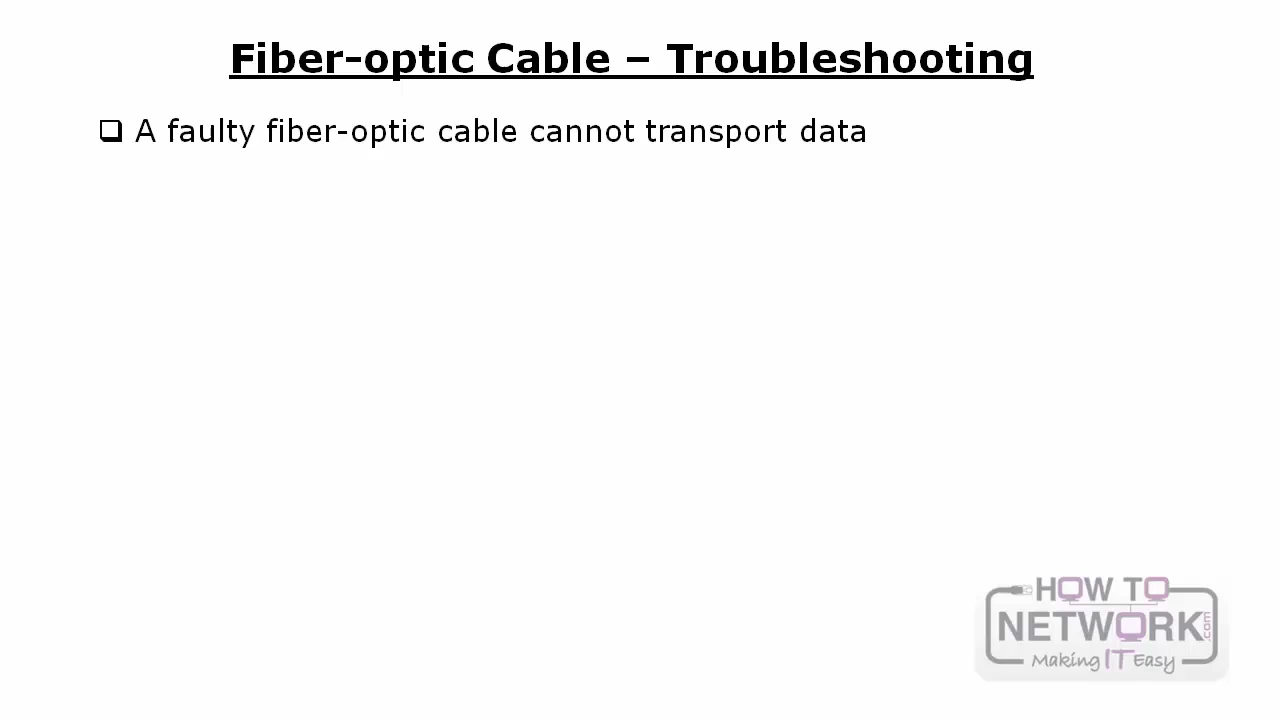 Fiber-optic Cable – Troubleshooting
A faulty fiber-optic cable cannot transport data
HOW TO
NETWORK.com
Making IT Easy